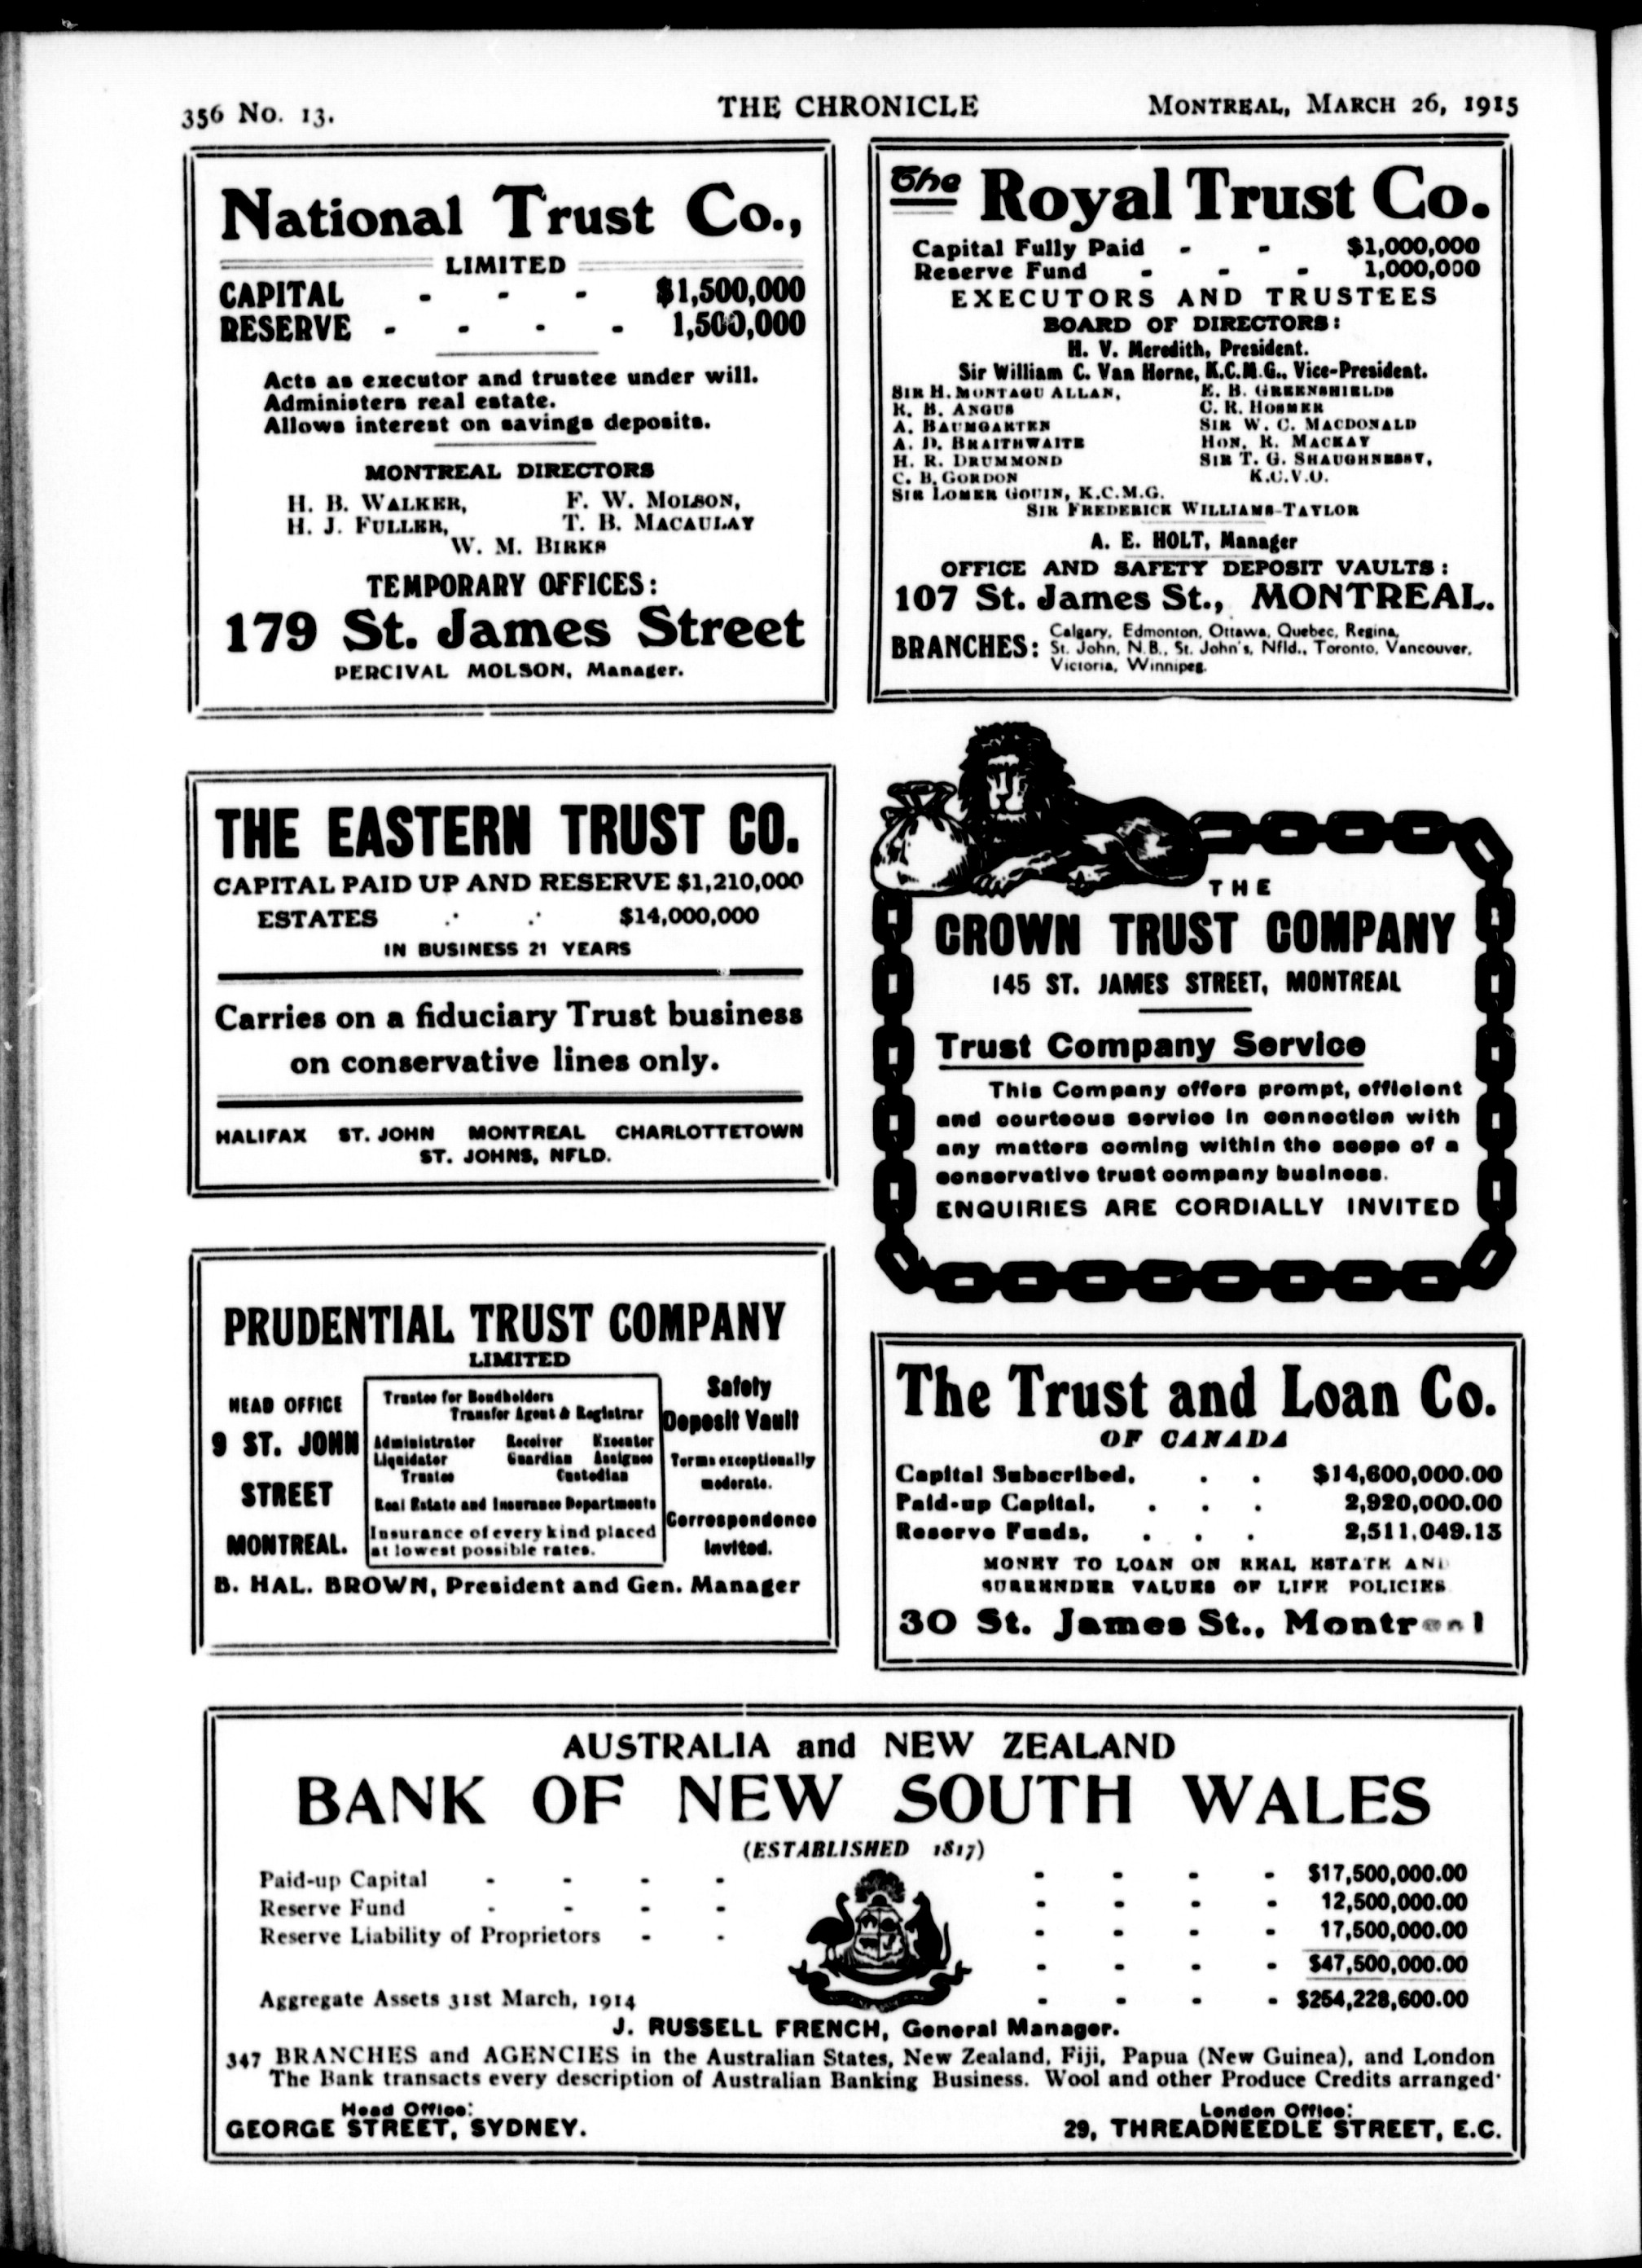 356 No. 13. THE CHRONICLE MONTREAL, MARCH 26, 1915
National Trust Co.,
LIMITED
CAPITAL - - - $1,500,000
RESERVE - - - - 1,500,000
Acts as executor and trustee under will.
Administers real estate.
Allows interest on savings deposits.
MONTREAL DIRECTORS
H. B. WALKER, F. W. MOLSON,
H. J. FULLER, T. B. MACAULAY
W. M. BIRKS
TEMPORARY OFFICES:
179 St. James Street
PERCIVAL MOLSON, Manager.
The Royal Trust Co.
Capital Fully Paid - - $1,000,000
Reserve Fund - - - 1,000,000
EXECUTORS AND TRUSTEES
BOARD OF DIRECTORS:
H. V. Meredith, President.
Sir William C. Van Horne, K.C.M.G., Vice-President.
SIR H. MONTAGU ALLAN, E. B. GREENSHIELDS
R. B. ANGUS C. R. HOSMER
A. BAUMGARTEN SIR W. C. MACDONALD
A. D. BRAITHWAITE HON. R. MACKAY
H. R. DRUMMOND SIR T. G. SHAUGHNESSY,
C. B. GORDON K.C.V.O.
SIR LOMER GOUIN, K.C.M.G.
SIR FREDERICK WILLIAMS-TAYLOR
A. E. HOLT, Manager
OFFICE AND SAFETY DEPOSIT VAULTS:
107 St. James St., MONTREAL.
BRANCHES: Calgary, Edmonton, Ottawa, Quebec, Regina,
St. John, N.B., St. John's, Nfld., Toronto, Vancouver,
Victoria, Winnipeg.
THE EASTERN TRUST CO.
CAPITAL PAID UP AND RESERVE $1,210,000
ESTATES .· .· $14,000,000
IN BUSINESS 21 YEARS
Carries on a fiduciary Trust business
on conservative lines only.
HALIFAX ST. JOHN MONTREAL CHARLOTTETOWN
ST. JOHNS, NFLD.
THE
CROWN TRUST COMPANY
145 ST. JAMES STREET, MONTREAL
Trust Company Service
This Company offers prompt, efficient
and courteous service in connection with
any matters coming within the scope of a
conservative trust company business.
ENQUIRIES ARE CORDIALLY INVITED
PRUDENTIAL TRUST COMPANY
LIMITED
HEAD OFFICE
9 ST. JOHN
STREET
MONTREAL.
Trustee for Bondholders
Transfer Agent & Registrar
Administrator Receiver Executor
Liquidator Guardian Assignee
Trustee Custodian
Real Estate and Insurance Departments
Insurance of every kind placed
at lowest possible rates.
Safety
Deposit Vault
Terms exceptionally
moderate.
Correspondence
Invited.
B. HAL. BROWN, President and Gen. Manager
The Trust and Loan Co.
OF CANADA
Capital Subscribed, . . $14,600,000.00
Paid-up Capital, . . . 2,920,000.00
Reserve Funds, . . . 2,511,049.13
MONEY TO LOAN ON REAL ESTATE AND
SURRENDER VALUES OF LIFE POLICIES
30 St. James St., Montreal
AUSTRALIA and NEW ZEALAND
BANK OF NEW SOUTH WALES
(ESTABLISHED 1817)
Paid-up Capital - - - - - - - - $17,500,000.00
Reserve Fund - - - - - - - - 12,500,000.00
Reserve Liability of Proprietors - - - - - - 17,500,000.00
- - - - $47,500,000.00
Aggregate Assets 31st March, 1914 - - - - $254,228,600.00
J. RUSSELL FRENCH, General Manager.
347 BRANCHES and AGENCIES in the Australian States, New Zealand, Fiji, Papua (New Guinea), and London
The Bank transacts every description of Australian Banking Business. Wool and other Produce Credits arranged·
Head Office: London Office:
GEORGE STREET, SYDNEY. 29, THREADNEEDLE STREET, E.C.